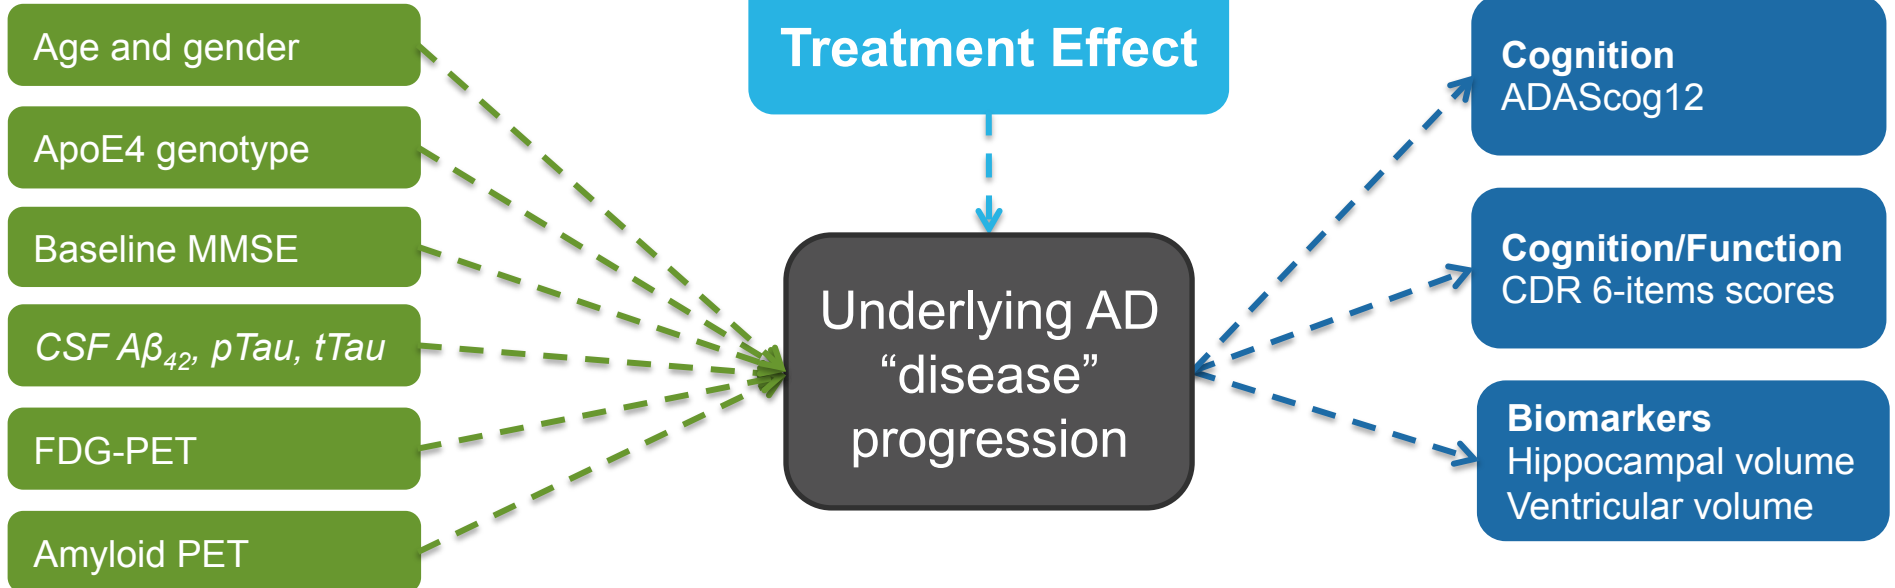 Age and gender
ApoE4 genotype
Baseline MMSE
CSF Aβ₄₂, pTau, tTau
FDG-PET
Amyloid PET
Treatment Effect
Underlying AD
“disease”
progression
Cognition
ADAScog12
Cognition/Function
CDR 6-items scores
Biomarkers
Hippocampal volume
Ventricular volume